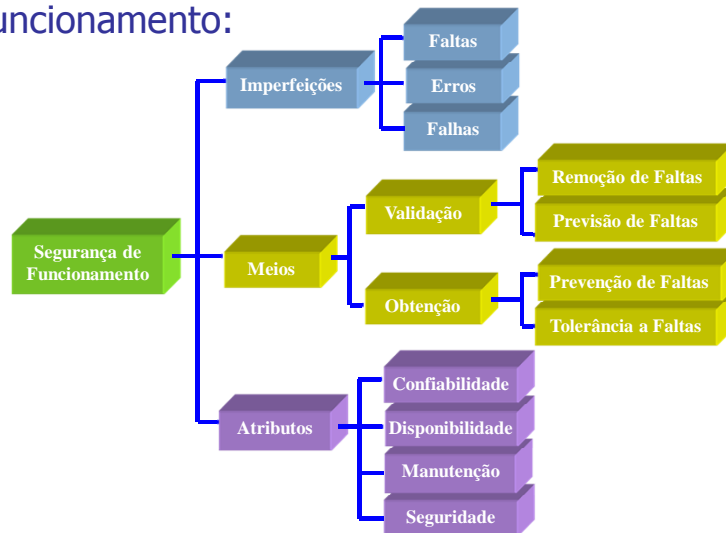 uncionamento:
Faltas
Imperfeições
Erros
Falhas
Remoção de Faltas
Validação
Previsão de Faltas
Segurança de
Funcionamento
Meios
Prevenção de Faltas
Obtenção
Tolerância a Faltas
Confiabilidade
Atributos
Disponibilidade
Manutenção
Seguridade